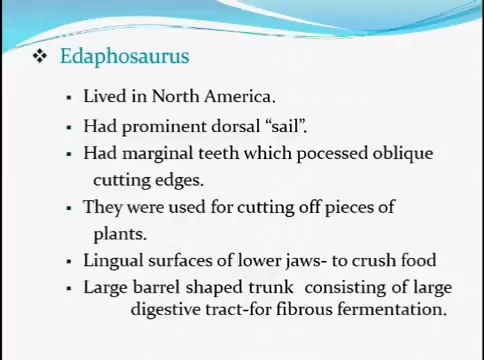 ❖ Edaphosaurus
▪ Lived in North America.
▪ Had prominent dorsal “sail”.
▪ Had marginal teeth which pocessed oblique
cutting edges.
▪ They were used for cutting off pieces of
plants.
▪ Lingual surfaces of lower jaws- to crush food
▪ Large barrel shaped trunk consisting of large
digestive tract-for fibrous fermentation.